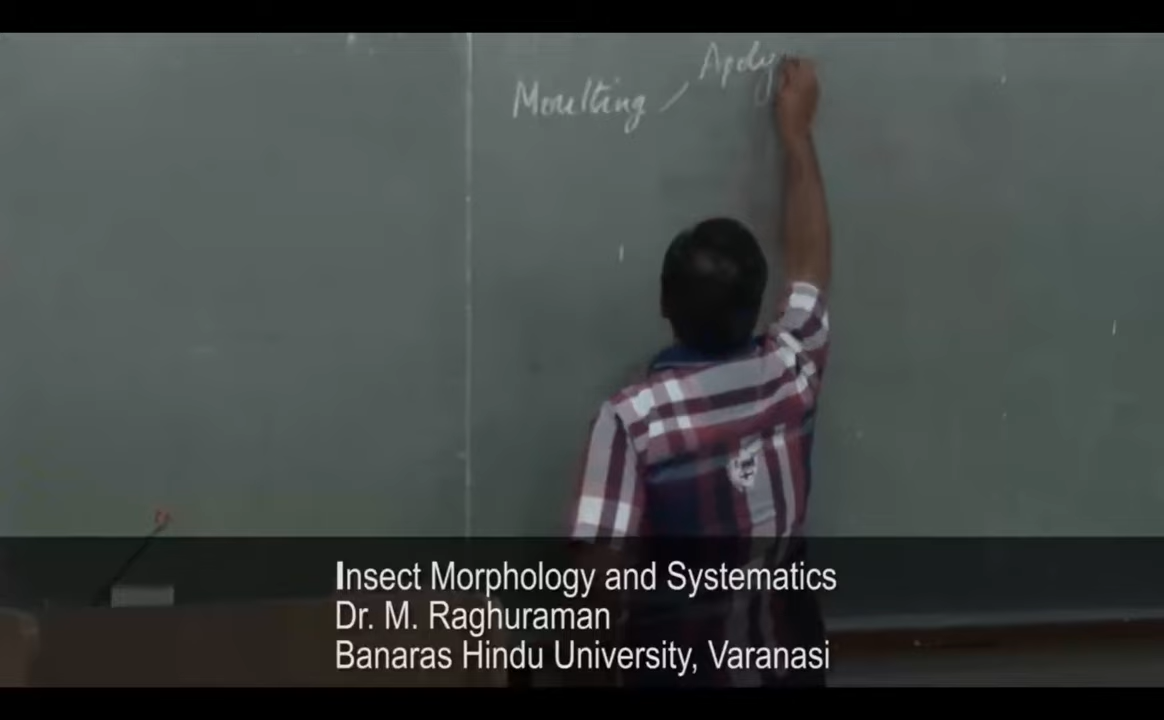 Moulting / Apoly
Insect Morphology and Systematics
Dr. M. Raghuraman
Banaras Hindu University, Varanasi